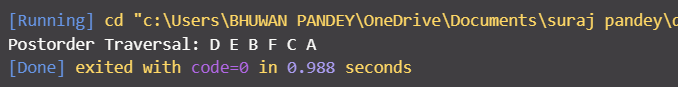 [Running] cd "c:\Users\BHUWAN PANDEY\OneDrive\Documents\suraj pandey\
Postorder Traversal: D E B F C A
[Done] exited with code=0 in 0.988 seconds